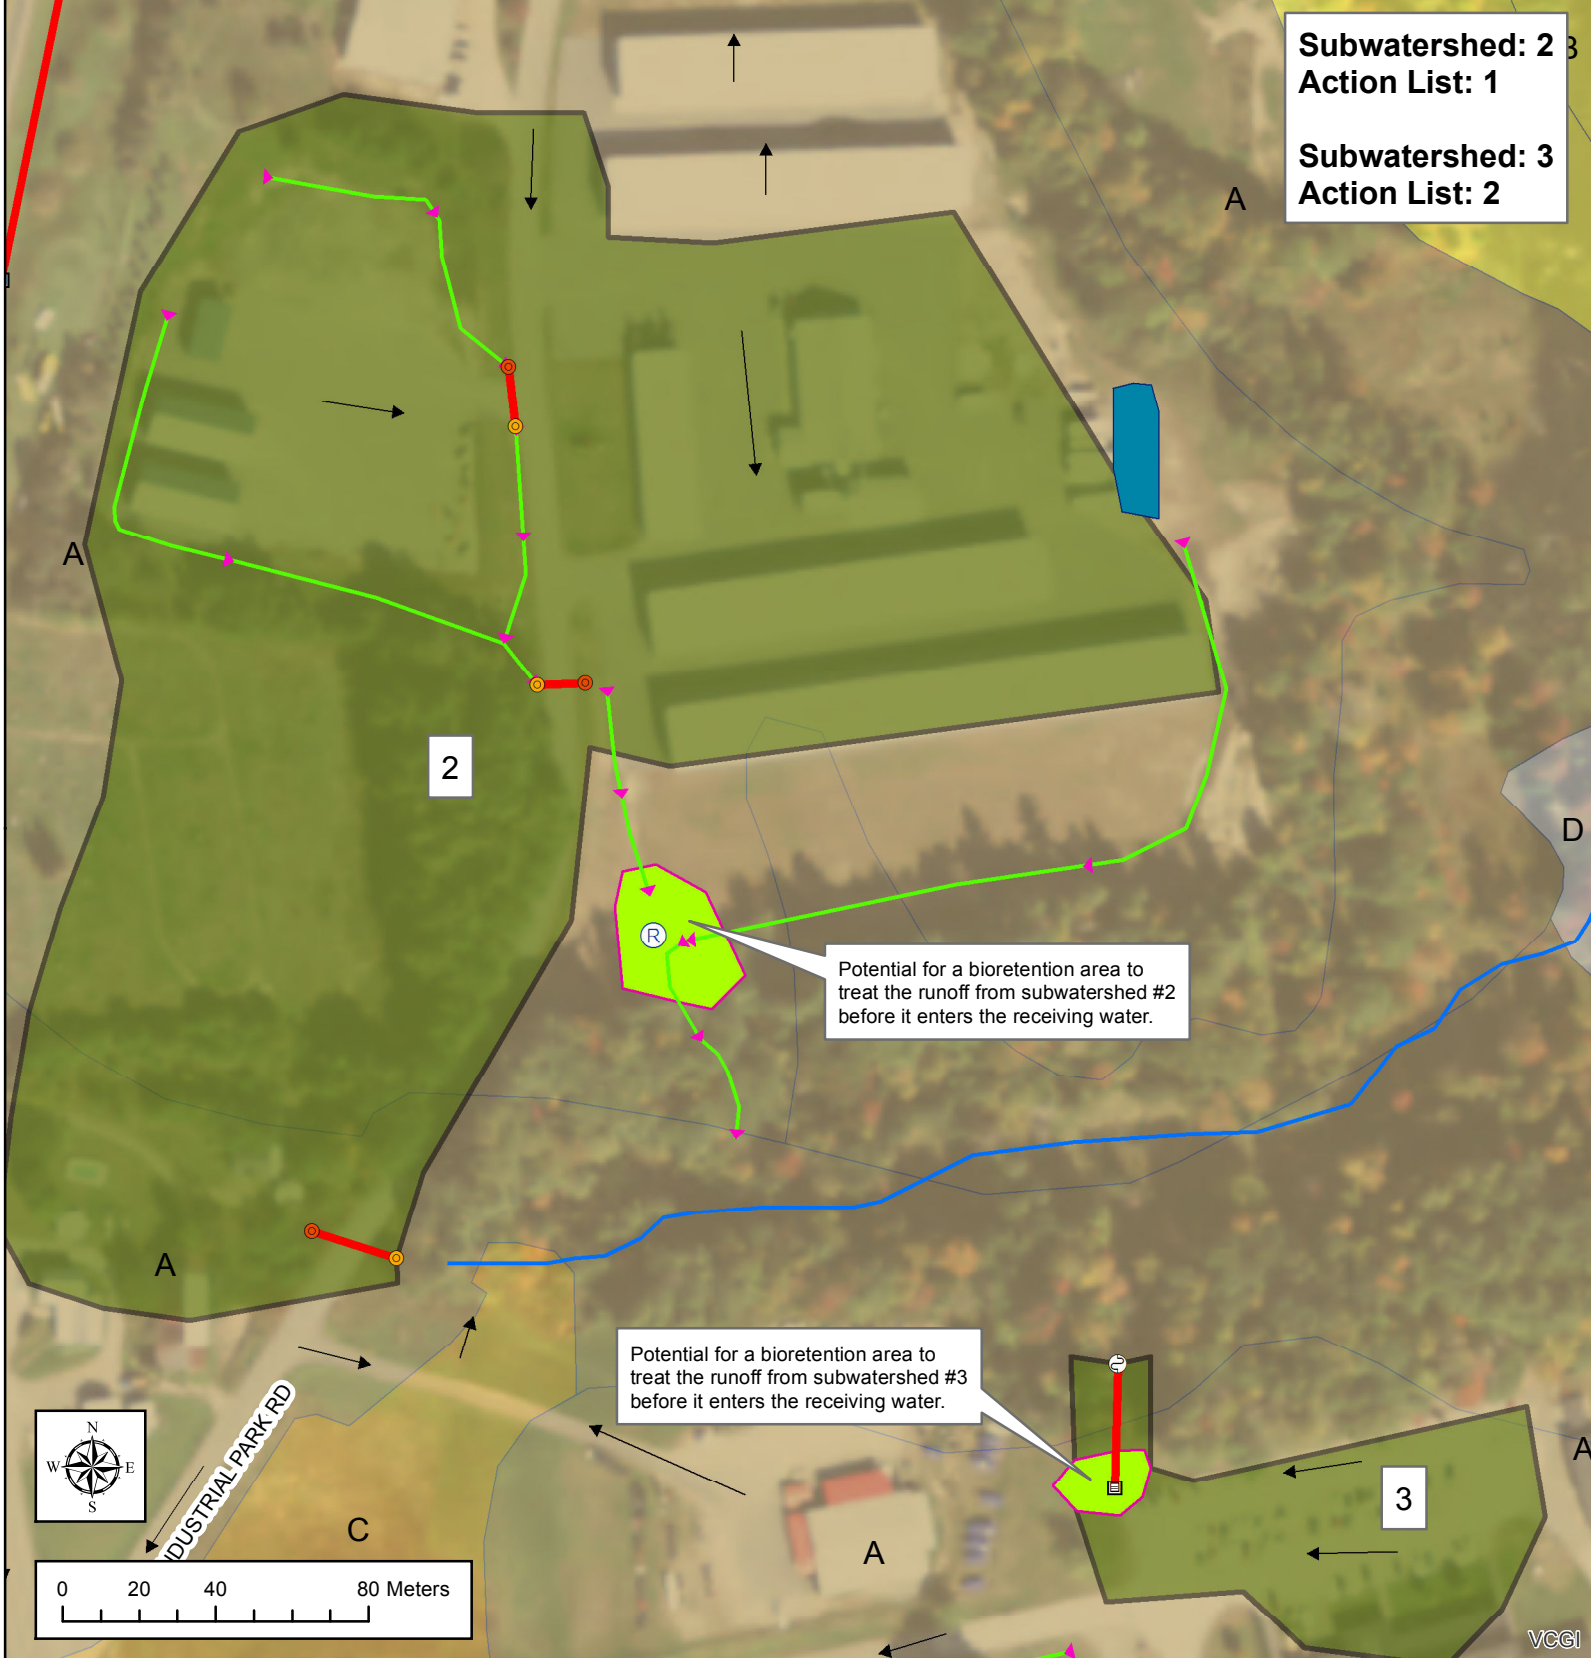 Subwatershed: 2
Action List: 1
Subwatershed: 3
Action List: 2
B
A
A
2
D
R
Potential for a bioretention area to
treat the runoff from subwatershed #2
before it enters the receiving water.
A
Potential for a bioretention area to
treat the runoff from subwatershed #3
before it enters the receiving water.
N
W E
S
INDUSTRIAL PARK RD
A
3
C
A
0 20 40 80 Meters
VCGI